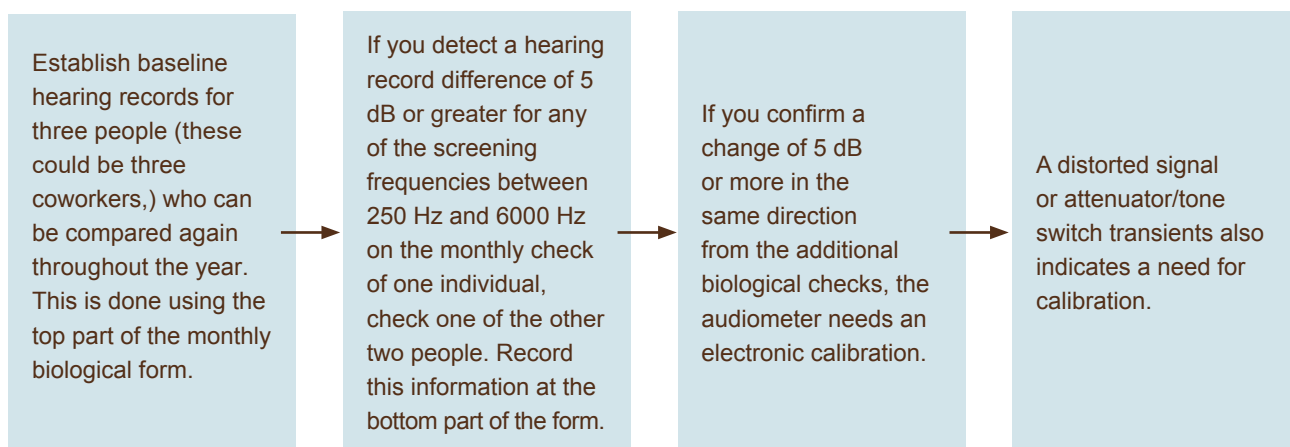 Establish baseline
hearing records for
three people (these
could be three
coworkers,) who can
be compared again
throughout the year.
This is done using the
top part of the monthly
biological form.
If you detect a hearing
record difference of 5
dB or greater for any
of the screening
frequencies between
250 Hz and 6000 Hz
on the monthly check
of one individual,
check one of the other
two people. Record
this information at the
bottom part of the form.
If you confirm a
change of 5 dB
or more in the
same direction
from the additional
biological checks, the
audiometer needs an
electronic calibration.
A distorted signal
or attenuator/tone
switch transients also
indicates a need for
calibration.